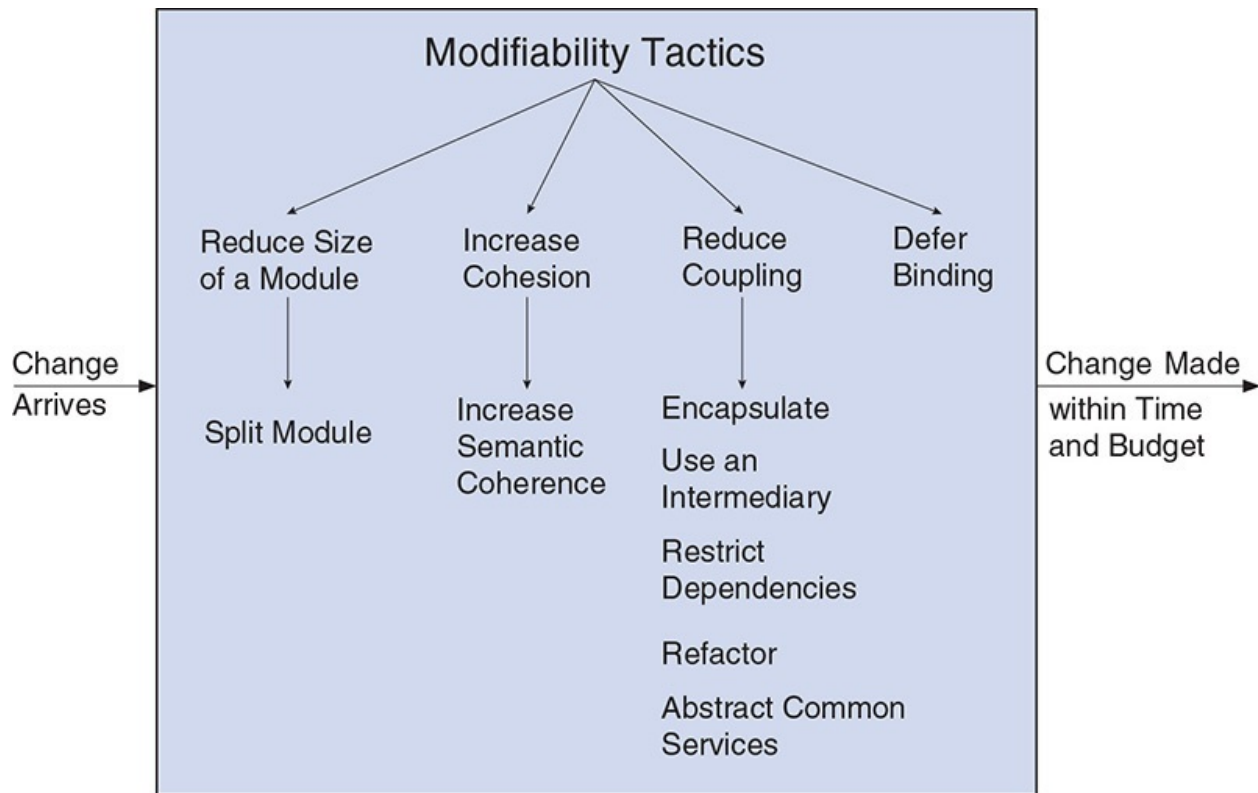 Modifiability Tactics
Reduce Size
of a Module
Increase
Cohesion
Reduce
Coupling
Defer
Binding
Change
Arrives
Split Module
Increase
Semantic
Coherence
Encapsulate
Use an
Intermediary
Restrict
Dependencies
Refactor
Abstract Common
Services
Change Made
within Time
and Budget